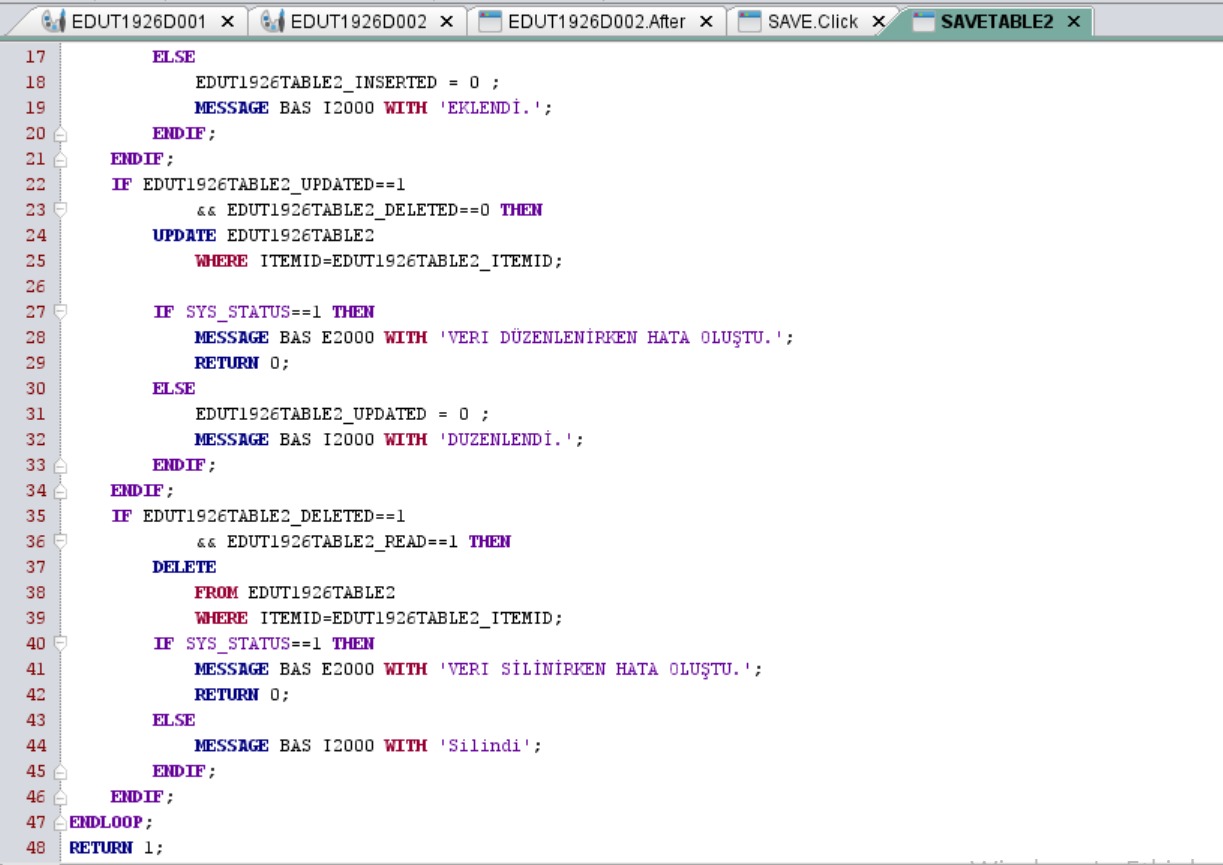 EDUT1926D001 × EDUT1926D002 × EDUT1926D002.After × SAVE.Click × SAVETABLE2 ×
17 ELSE
18 EDUT1926TABLE2_INSERTED = 0 ;
19 MESSAGE BAS I2000 WITH 'EKLENDİ.';
20 ENDIF;
21 ENDIF;
22 IF EDUT1926TABLE2_UPDATED==1
23 && EDUT1926TABLE2_DELETED==0 THEN
24 UPDATE EDUT1926TABLE2
25 WHERE ITEMID=EDUT1926TABLE2_ITEMID;
26
27 IF SYS_STATUS==1 THEN
28 MESSAGE BAS E2000 WITH 'VERI DÜZENLENİRKEN HATA OLUŞTU.';
29 RETURN 0;
30 ELSE
31 EDUT1926TABLE2_UPDATED = 0 ;
32 MESSAGE BAS I2000 WITH 'DUZENLENDİ.';
33 ENDIF;
34 ENDIF;
35 IF EDUT1926TABLE2_DELETED==1
36 && EDUT1926TABLE2_READ==1 THEN
37 DELETE
38 FROM EDUT1926TABLE2
39 WHERE ITEMID=EDUT1926TABLE2_ITEMID;
40 IF SYS_STATUS==1 THEN
41 MESSAGE BAS E2000 WITH 'VERI SİLİNİRKEN HATA OLUŞTU.';
42 RETURN 0;
43 ELSE
44 MESSAGE BAS I2000 WITH 'Silindi';
45 ENDIF;
46 ENDIF;
47 ENDLOOP;
48 RETURN 1;